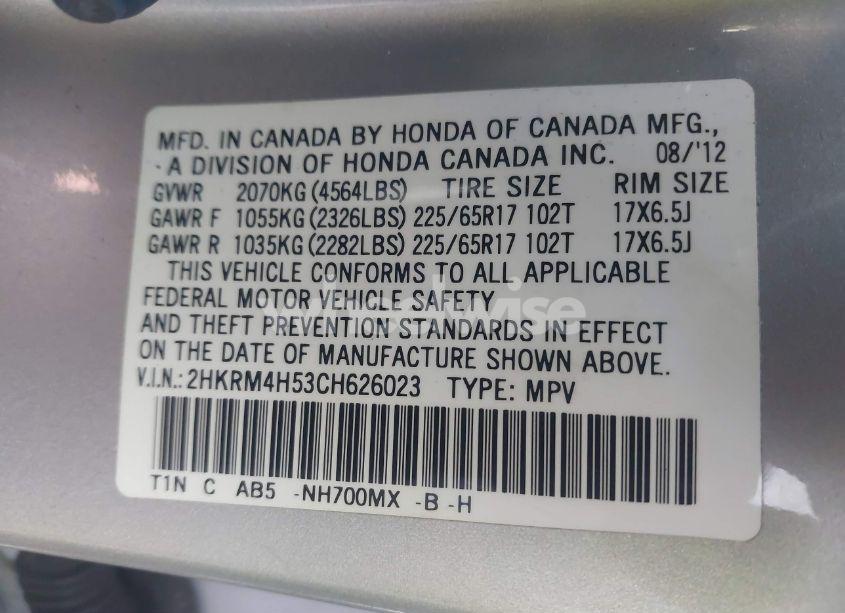 MFD. IN CANADA BY HONDA OF CANADA MFG.,
A DIVISION OF HONDA CANADA INC. 08/'12
GVWR 2070KG (4564LBS) TIRE SIZE RIM SIZE
GAWR F 1055KG (2326LBS) 225/65R17 102T 17X6.5J
GAWR R 1035KG (2282LBS) 225/65R17 102T 17X6.5J
THIS VEHICLE CONFORMS TO ALL APPLICABLE
FEDERAL MOTOR VEHICLE SAFETY
AND THEFT PREVENTION STANDARDS IN EFFECT
ON THE DATE OF MANUFACTURE SHOWN ABOVE.
V.I.N.: 2HKRM4H53CH626023 TYPE: MPV
T1N C AB5 -NH700MX -B -H